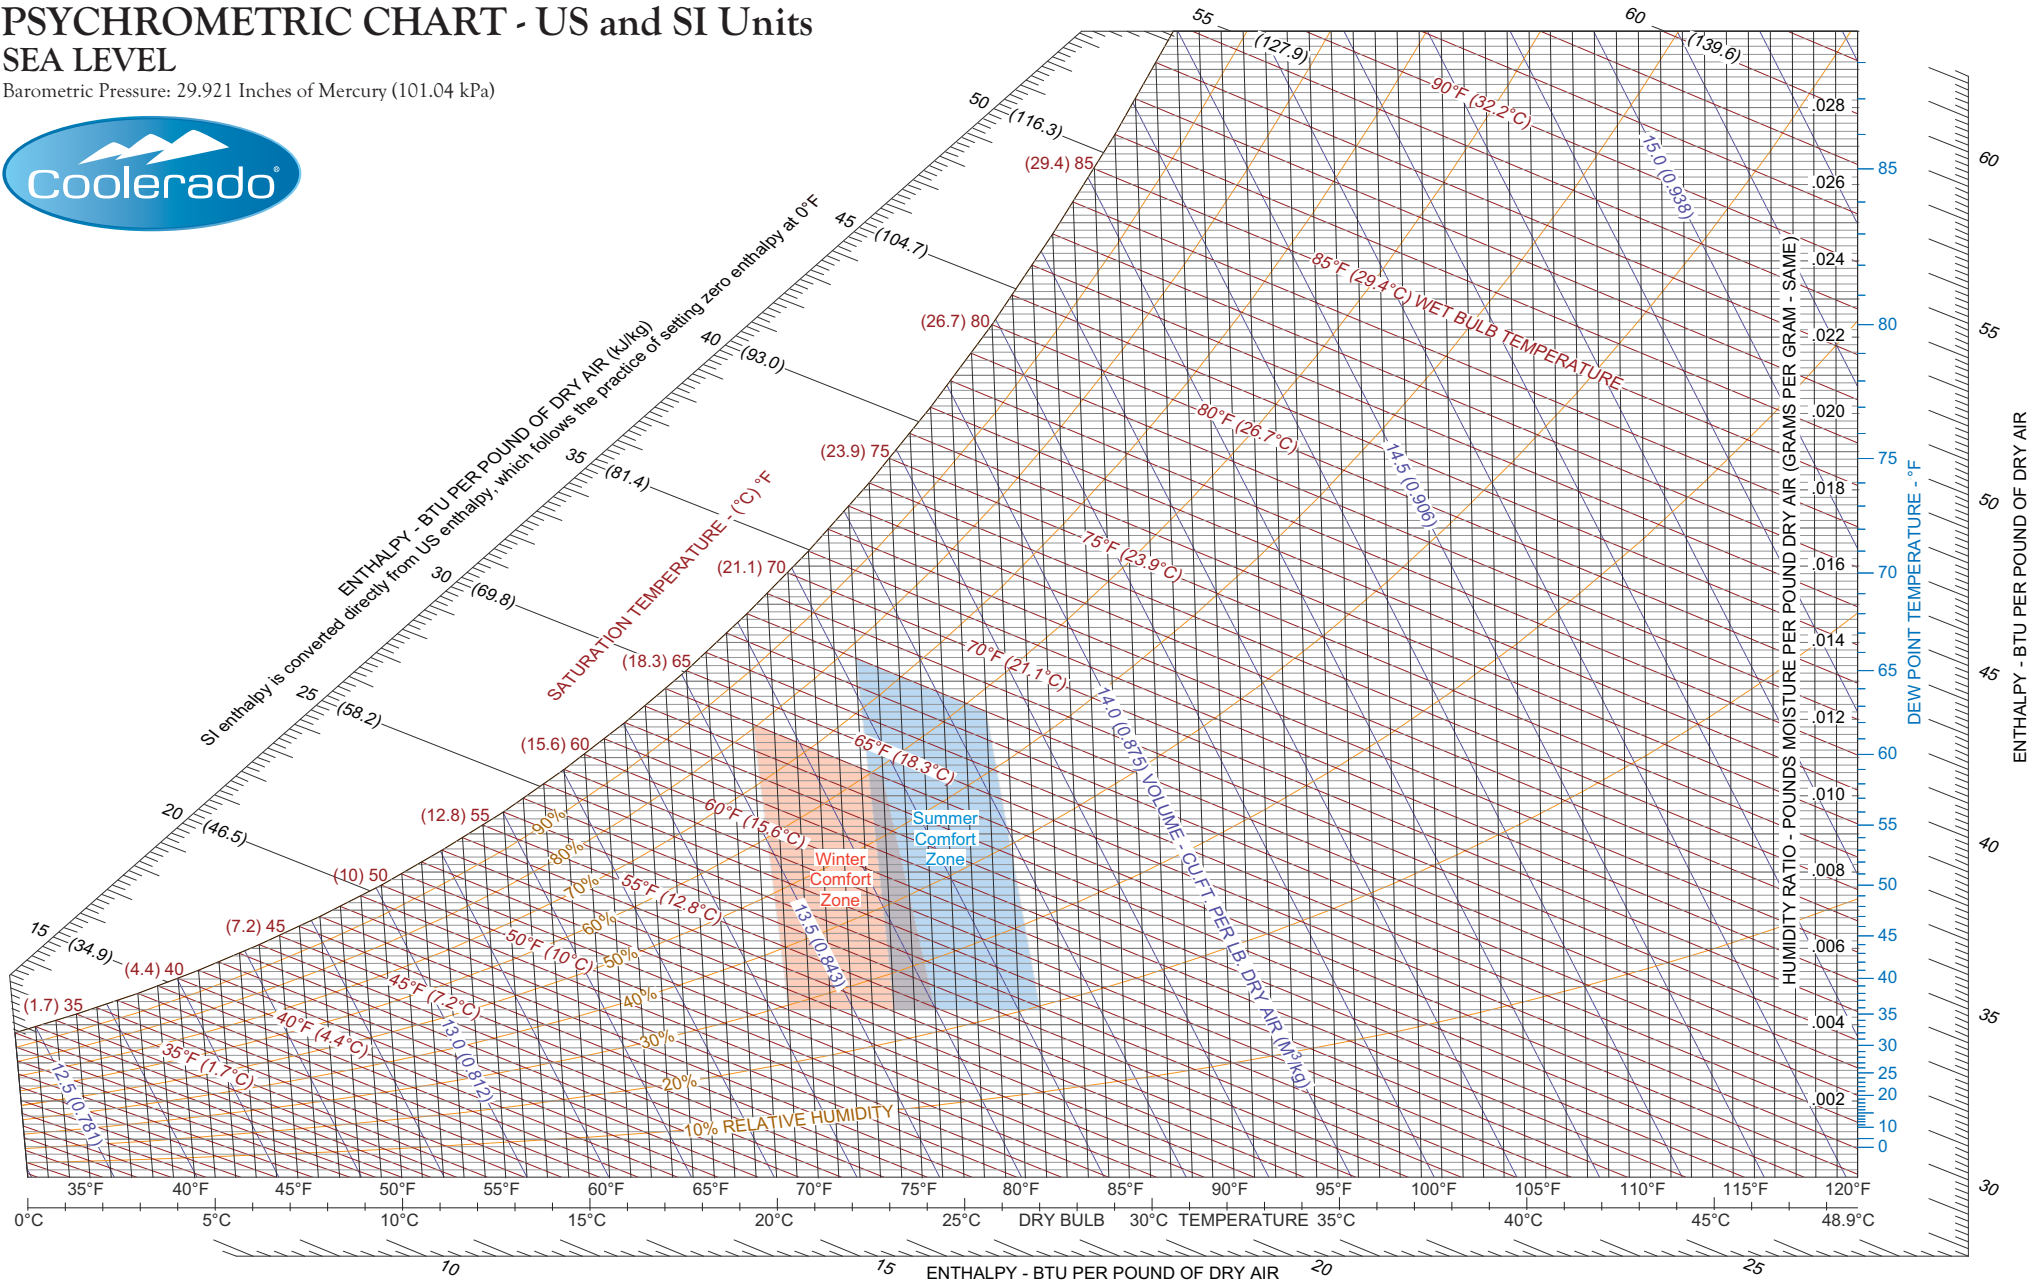 PSYCHROMETRIC CHART - US and SI Units
SEA LEVEL
Barometric Pressure: 29.921 Inches of Mercury (101.04 kPa)
Coolerado®
ENTHALPY - BTU PER POUND OF DRY AIR (kJ/kg)
SI enthalpy is converted directly from US enthalpy, which follows the practice of setting zero enthalpy at 0°F
15
(34.9)
20
(46.5)
25
(58.2)
30
(69.8)
35
(81.4)
40
(93.0)
45
(104.7)
50
(116.3)
55
(127.9)
60
(139.6)
SATURATION TEMPERATURE - (°C) °F
(1.7) 35
(4.4) 40
(7.2) 45
(10) 50
(12.8) 55
(15.6) 60
(18.3) 65
(21.1) 70
(23.9) 75
(26.7) 80
(29.4) 85
35°F (1.7°C)
40°F (4.4°C)
45°F (7.2°C)
50°F (10°C)
55°F (12.8°C)
60°F (15.6°C)
65°F (18.3°C)
70°F (21.1°C)
75°F (23.9°C)
80°F (26.7°C)
85°F (29.4°C) WET BULB TEMPERATURE
90°F (32.2°C)
90%
80%
70%
60%
50%
40%
30%
20%
10% RELATIVE HUMIDITY
12.5 (0.781)
13.0 (0.812)
13.5 (0.843)
14.0 (0.875) VOLUME - CU.FT. PER LB. DRY AIR (M³/kg)
14.5 (0.906)
15.0 (0.938)
Winter
Comfort
Zone
Summer
Comfort
Zone
HUMIDITY RATIO - POUNDS MOISTURE PER POUND DRY AIR (GRAMS PER GRAM - SAME)
.028
.026
.024
.022
.020
.018
.016
.014
.012
.010
.008
.006
.004
.002
DEW POINT TEMPERATURE - °F
85
80
75
70
65
60
55
50
45
40
35
30
25
20
10
0
ENTHALPY - BTU PER POUND OF DRY AIR
60
55
50
45
40
35
30
35°F 40°F 45°F 50°F 55°F 60°F 65°F 70°F 75°F 80°F 85°F 90°F 95°F 100°F 105°F 110°F 115°F 120°F
0°C 5°C 10°C 15°C 20°C 25°C DRY BULB 30°C TEMPERATURE 35°C 40°C 45°C 48.9°C
10 15 20 25
ENTHALPY - BTU PER POUND OF DRY AIR